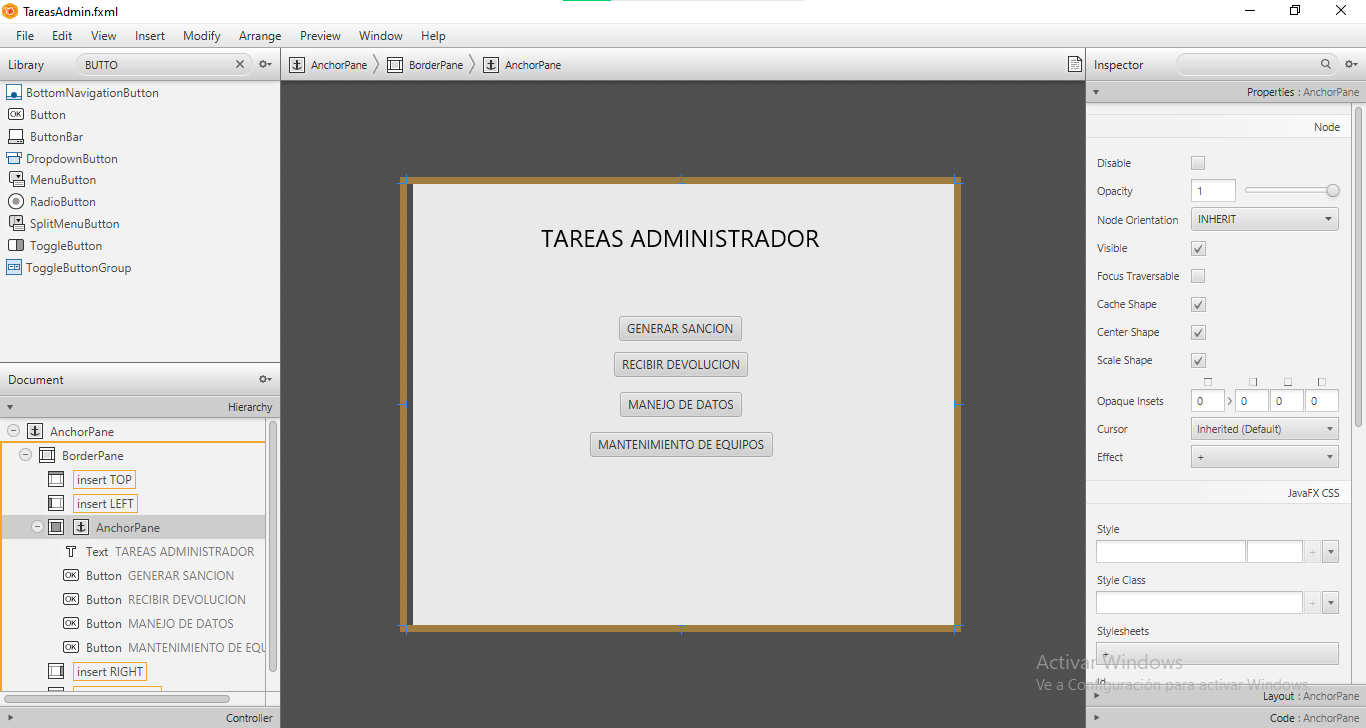 TareasAdmin.fxml
File Edit View Insert Modify Arrange Preview Window Help
Library BUTTO
AnchorPane BorderPane AnchorPane
Inspector
BottomNavigationButton
Button
ButtonBar
DropdownButton
MenuButton
RadioButton
SplitMenuButton
ToggleButton
ToggleButtonGroup
Document
Hierarchy
AnchorPane
BorderPane
insert TOP
insert LEFT
AnchorPane
Text TAREAS ADMINISTRADOR
Button GENERAR SANCION
Button RECIBIR DEVOLUCION
Button MANEJO DE DATOS
Button MANTENIMIENTO DE EQU
insert RIGHT
Controller
TAREAS ADMINISTRADOR
GENERAR SANCION
RECIBIR DEVOLUCION
MANEJO DE DATOS
MANTENIMIENTO DE EQUIPOS
Properties : AnchorPane
Node
Disable
Opacity 1
Node Orientation INHERIT
Visible
Focus Traversable
Cache Shape
Center Shape
Scale Shape
Opaque Insets 0 0 0 0
Cursor Inherited (Default)
Effect +
JavaFX CSS
Style
+
Style Class
+
Stylesheets
+
Id
Activar Windows
Ve a Configuración para activar Windows.
Layout : AnchorPane
Code : AnchorPane